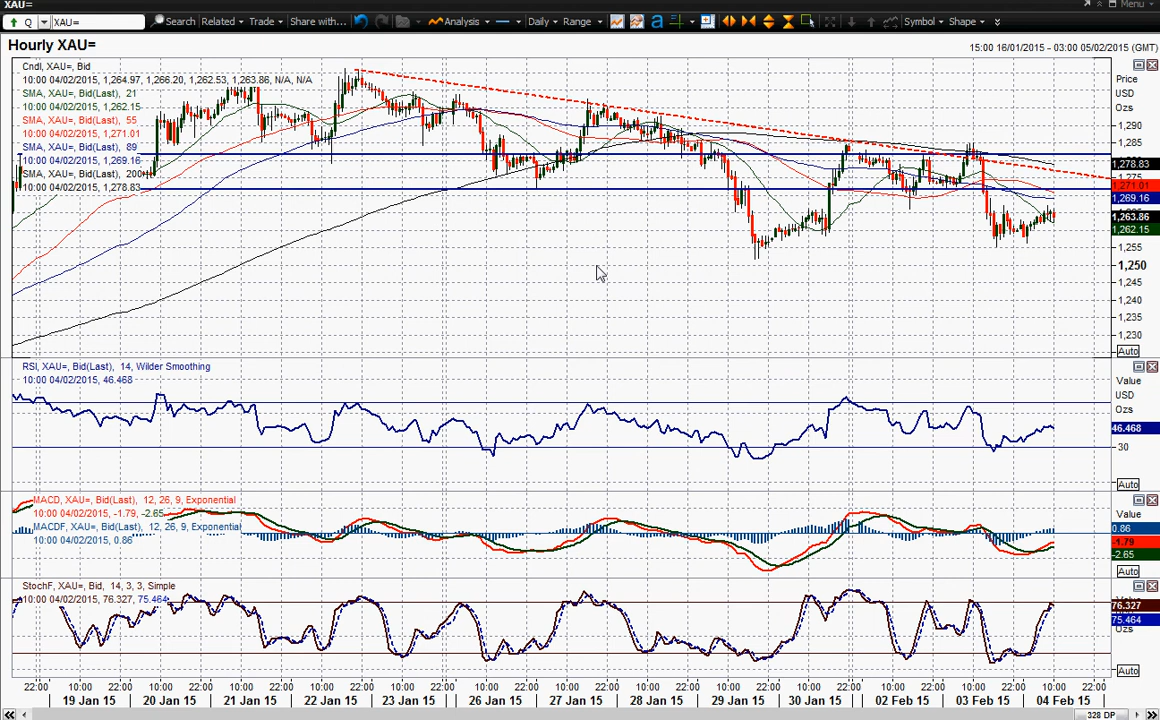 XAU=
Menu
Q XAU= Search Related Trade Share with... Analysis Daily Range a Symbol Shape
Hourly XAU=
15:00 16/01/2015 - 03:00 05/02/2015 (GMT)
Cndl, XAU=, Bid
10:00 04/02/2015, 1,264.97, 1,266.20, 1,262.53, 1,263.86, N/A, N/A
SMA, XAU=, Bid(Last), 21
10:00 04/02/2015, 1,262.15
SMA, XAU=, Bid(Last), 55
10:00 04/02/2015, 1,271.01
SMA, XAU=, Bid(Last), 89
10:00 04/02/2015, 1,269.16
SMA, XAU=, Bid(Last), 200
10:00 04/02/2015, 1,278.83
Price
USD
Ozs
1,290
1,285
1,278.83
1,275
1,271.01
1,269.16
1,263.86
1,262.15
1,255
1,250
1,245
1,240
1,235
1,230
Auto
RSI, XAU=, Bid(Last), 14, Wilder Smoothing
10:00 04/02/2015, 46.468
Value
USD
Ozs
46.468
30
Auto
MACD, XAU=, Bid(Last), 12, 26, 9, Exponential
10:00 04/02/2015, -1.79, -2.65
MACDF, XAU=, Bid(Last), 12, 26, 9, Exponential
10:00 04/02/2015, 0.86
Value
0.86
-1.79
-2.65
Auto
StochF, XAU=, Bid, 14, 3, 3, Simple
10:00 04/02/2015, 76.327, 75.464
76.327
75.464
Ozs
Auto
22:00 10:00 22:00 10:00 22:00 10:00 22:00 10:00 22:00 10:00 22:00 10:00 22:00 10:00 22:00 10:00 22:00 10:00 22:00 10:00 22:00 10:00 22:00 10:00 22:00 10:00 22:00
19 Jan 15 20 Jan 15 21 Jan 15 22 Jan 15 23 Jan 15 26 Jan 15 27 Jan 15 28 Jan 15 29 Jan 15 30 Jan 15 02 Feb 15 03 Feb 15 04 Feb 15
328 DP